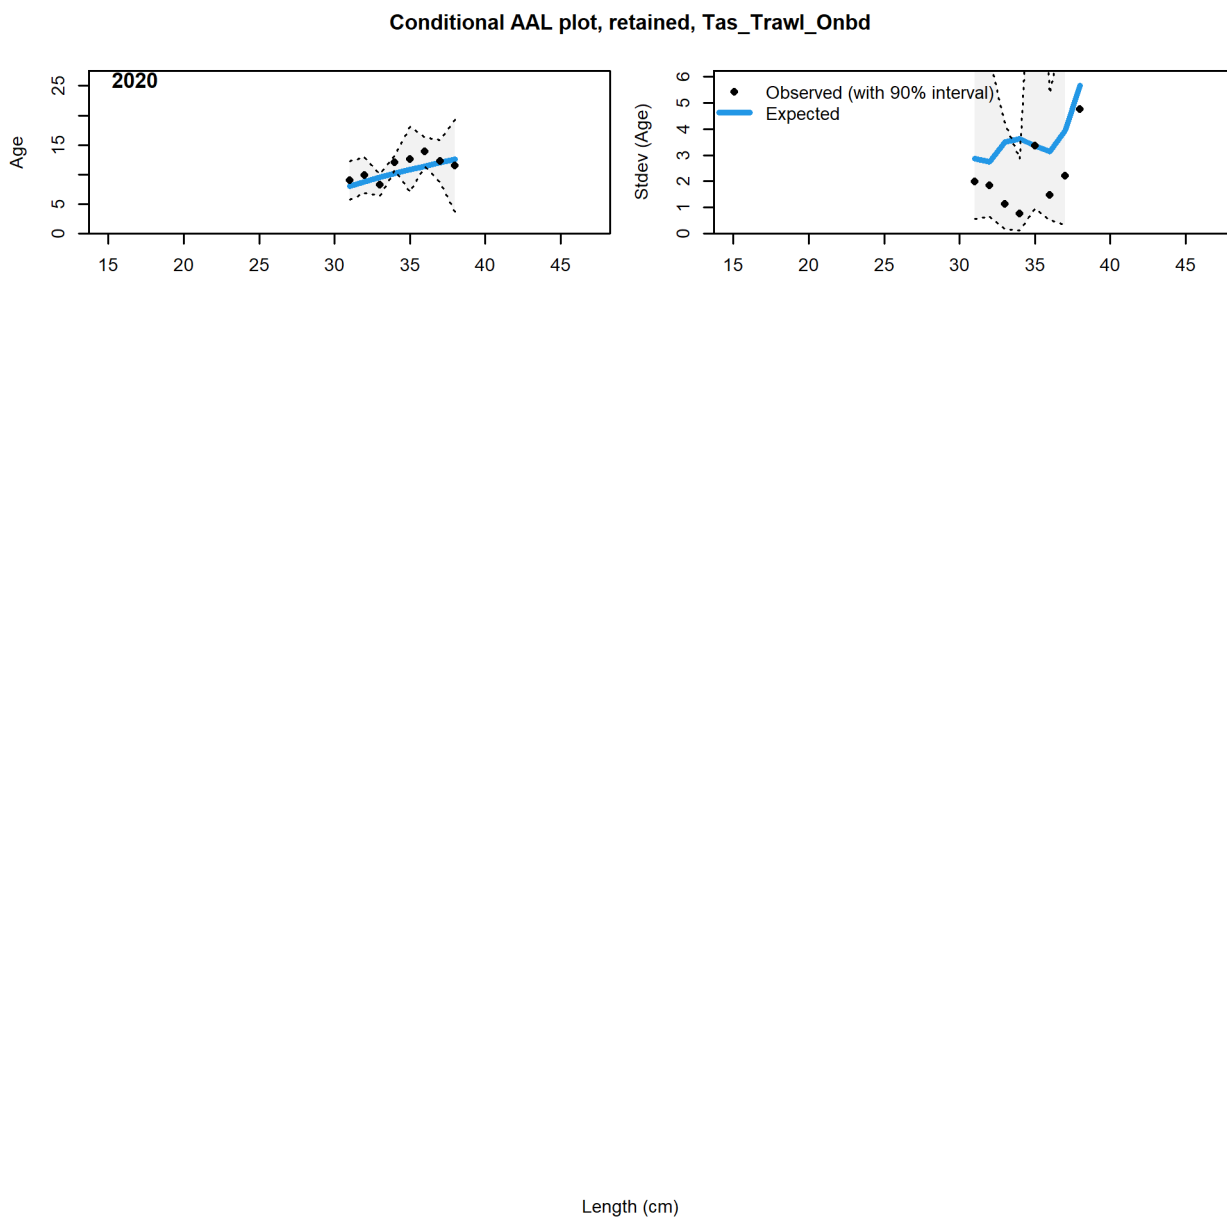 Conditional AAL plot, retained, Tas_Trawl_Onbd
2020
Age
0 5 15 25
15 20 25 30 35 40 45
Observed (with 90% interval)
Expected
Stdev (Age)
0 1 2 3 4 5 6
15 20 25 30 35 40 45
Length (cm)